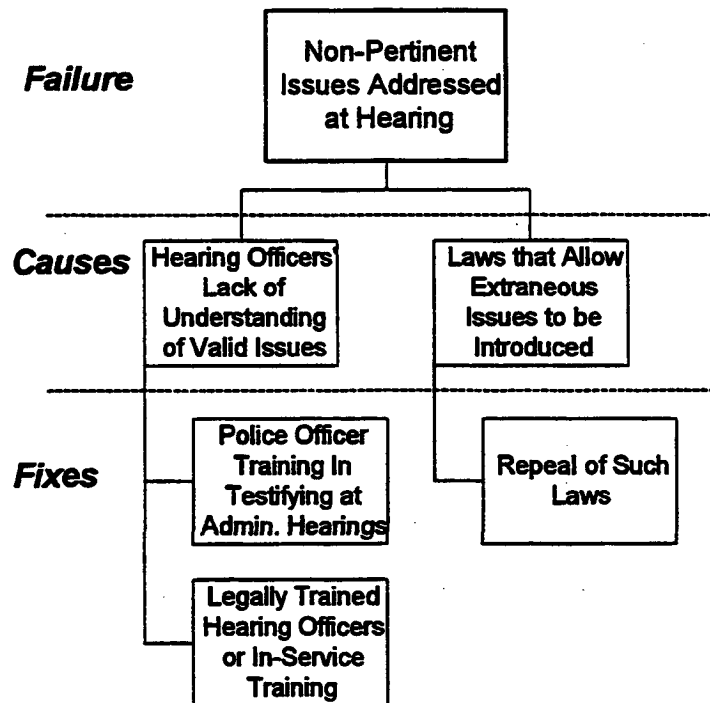 Failure
Non-Pertinent
Issues Addressed
at Hearing
Causes
Hearing Officers'
Lack of
Understanding
of Valid Issues
Laws that Allow
Extraneous
Issues to be
Introduced
Fixes
Police Officer
Training In
Testifying at
Admin. Hearings
Repeal of Such
Laws
Legally Trained
Hearing Officers
or In-Service
Training